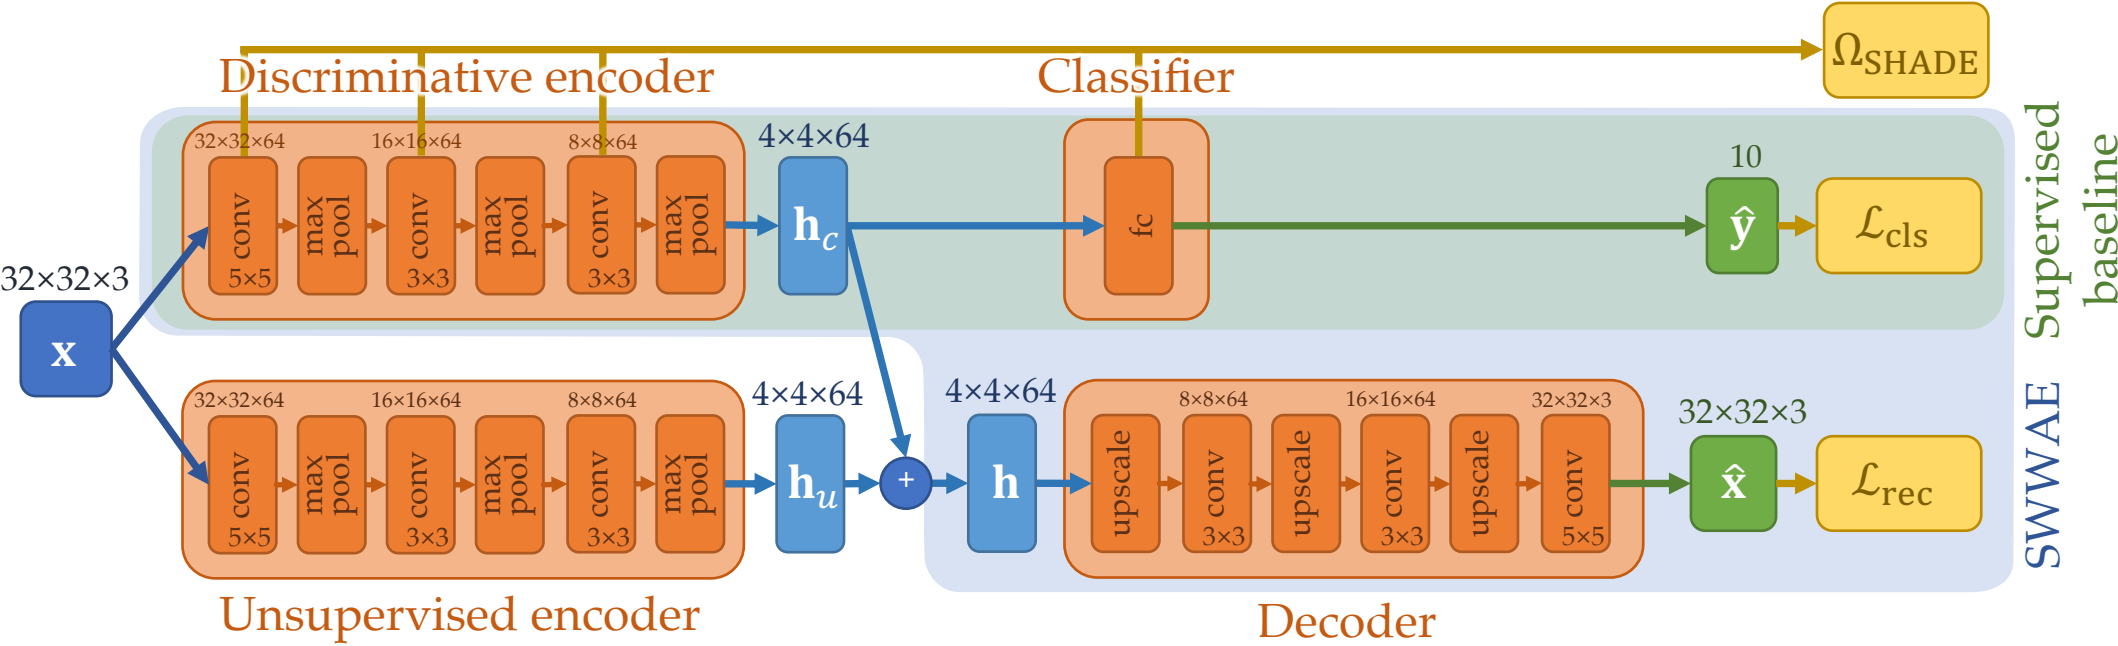 Ω_SHADE
Discriminative encoder
Classifier
32×32×64
16×16×64
8×8×64
4×4×64
10
conv
5×5
max
pool
conv
3×3
max
pool
conv
3×3
max
pool
h_c
fc
ŷ
ℒ_cls
Supervised
baseline
32×32×3
x
32×32×64
16×16×64
8×8×64
4×4×64
4×4×64
8×8×64
16×16×64
32×32×3
32×32×3
conv
5×5
max
pool
conv
3×3
max
pool
conv
3×3
max
pool
h_u
+
h
upscale
conv
3×3
upscale
conv
3×3
upscale
conv
5×5
x̂
ℒ_rec
SWWAE
Unsupervised encoder
Decoder